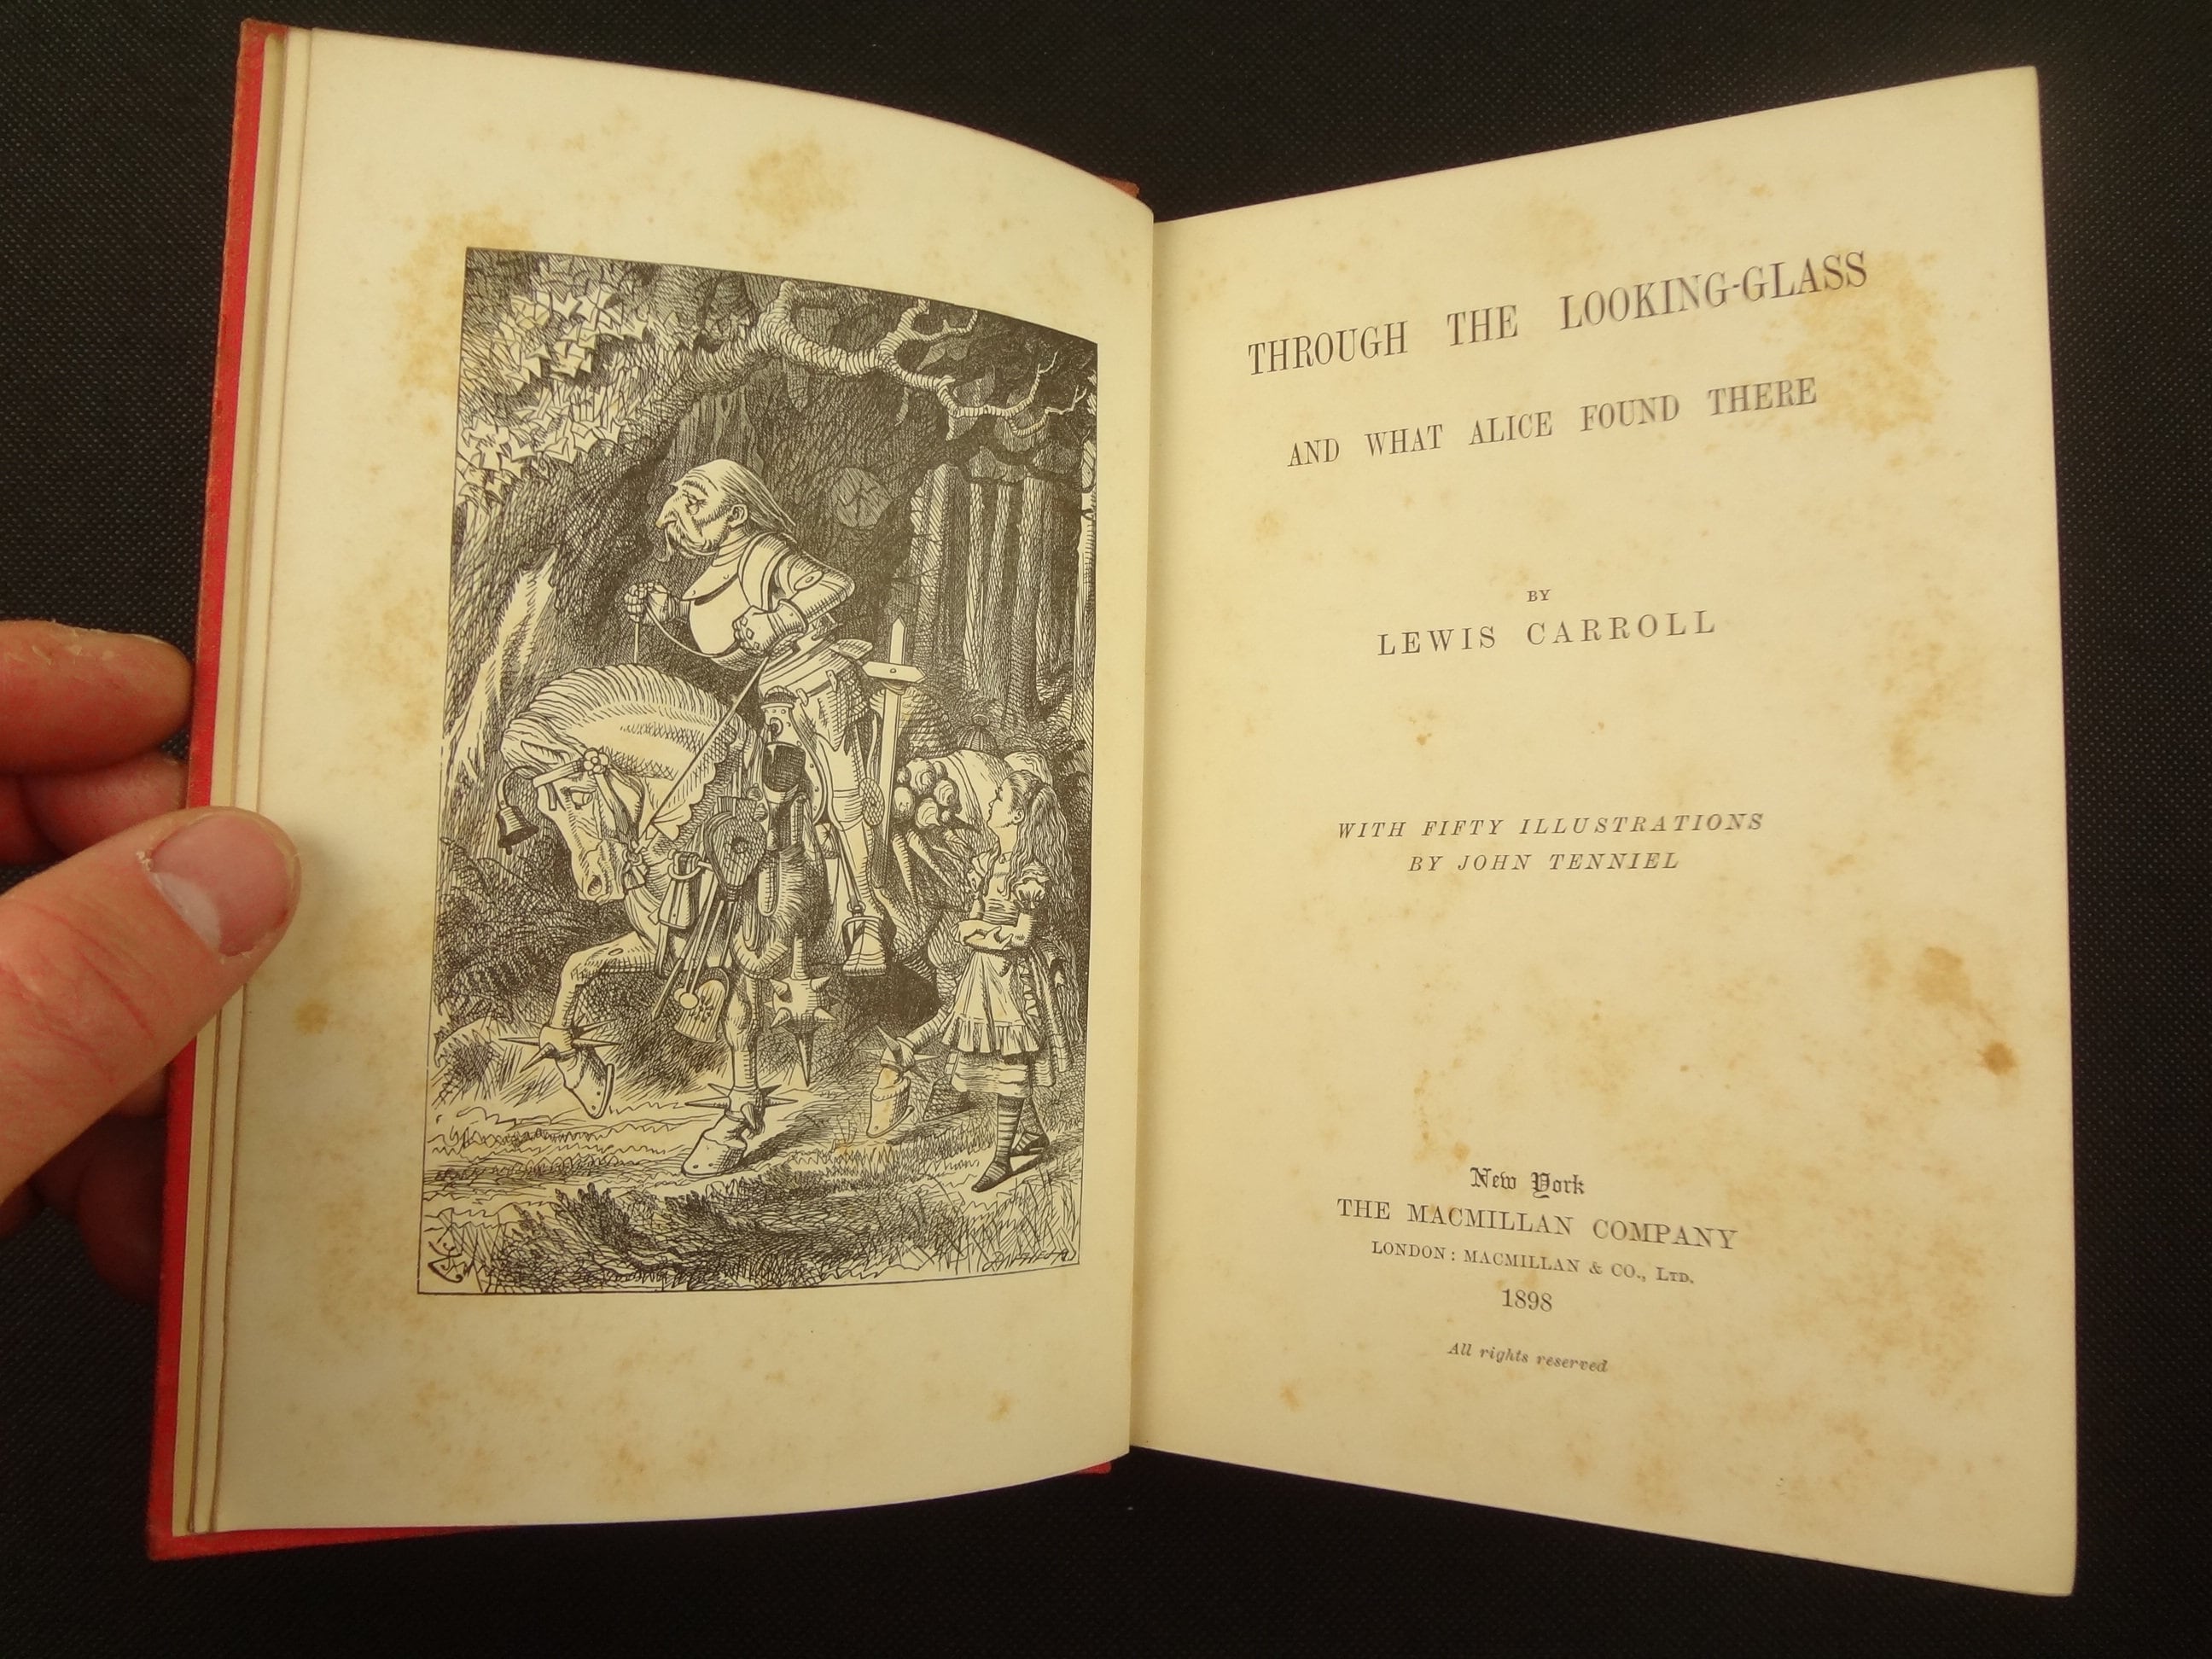 THROUGH THE LOOKING-GLASS
AND WHAT ALICE FOUND THERE
BY
LEWIS CARROLL
WITH FIFTY ILLUSTRATIONS
BY JOHN TENNIEL
New York
THE MACMILLAN COMPANY
LONDON: MACMILLAN & CO., LTD.
1898
All rights reserved